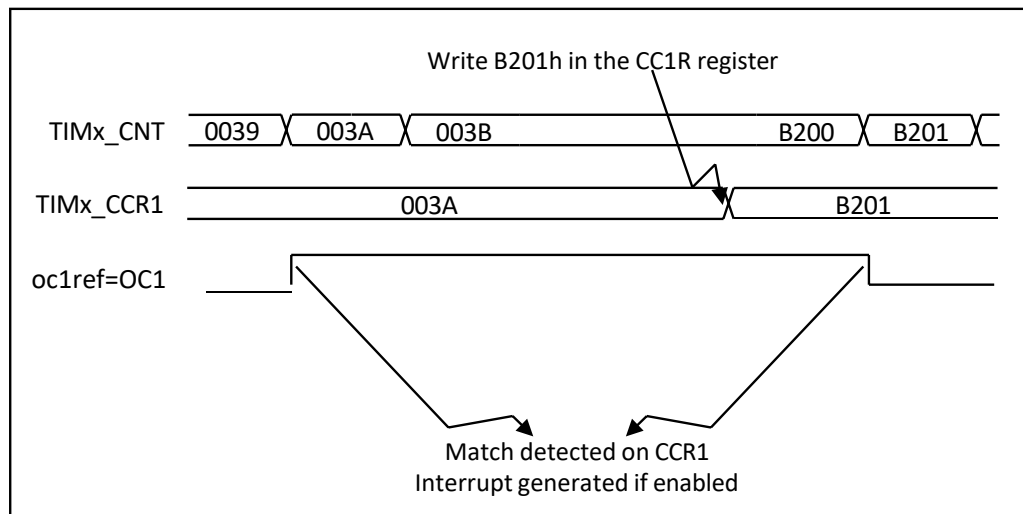 Write B201h in the CC1R register
TIMx_CNT 0039 003A 003B B200 B201
TIMx_CCR1 003A B201
oc1ref=OC1
Match detected on CCR1
Interrupt generated if enabled